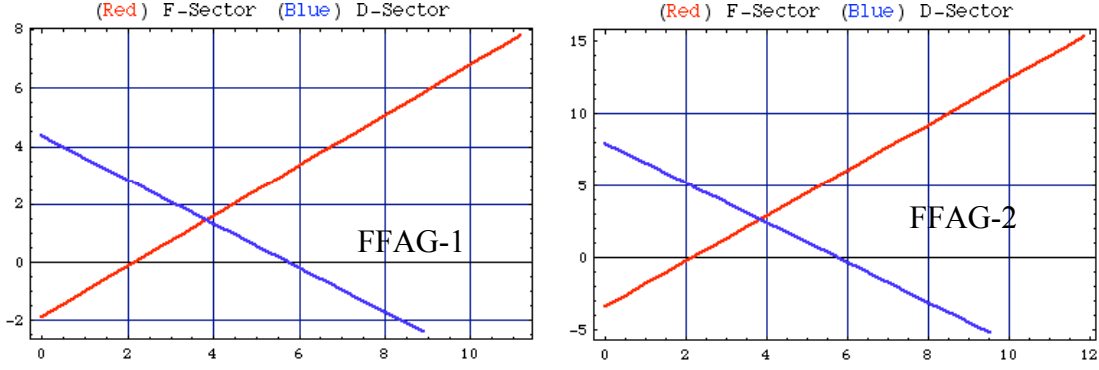 (Red) F-Sector (Blue) D-Sector
8
6
4
2
0
-2
FFAG-1
0 2 4 6 8 10
(Red) F-Sector (Blue) D-Sector
15
10
5
0
-5
FFAG-2
0 2 4 6 8 10 12